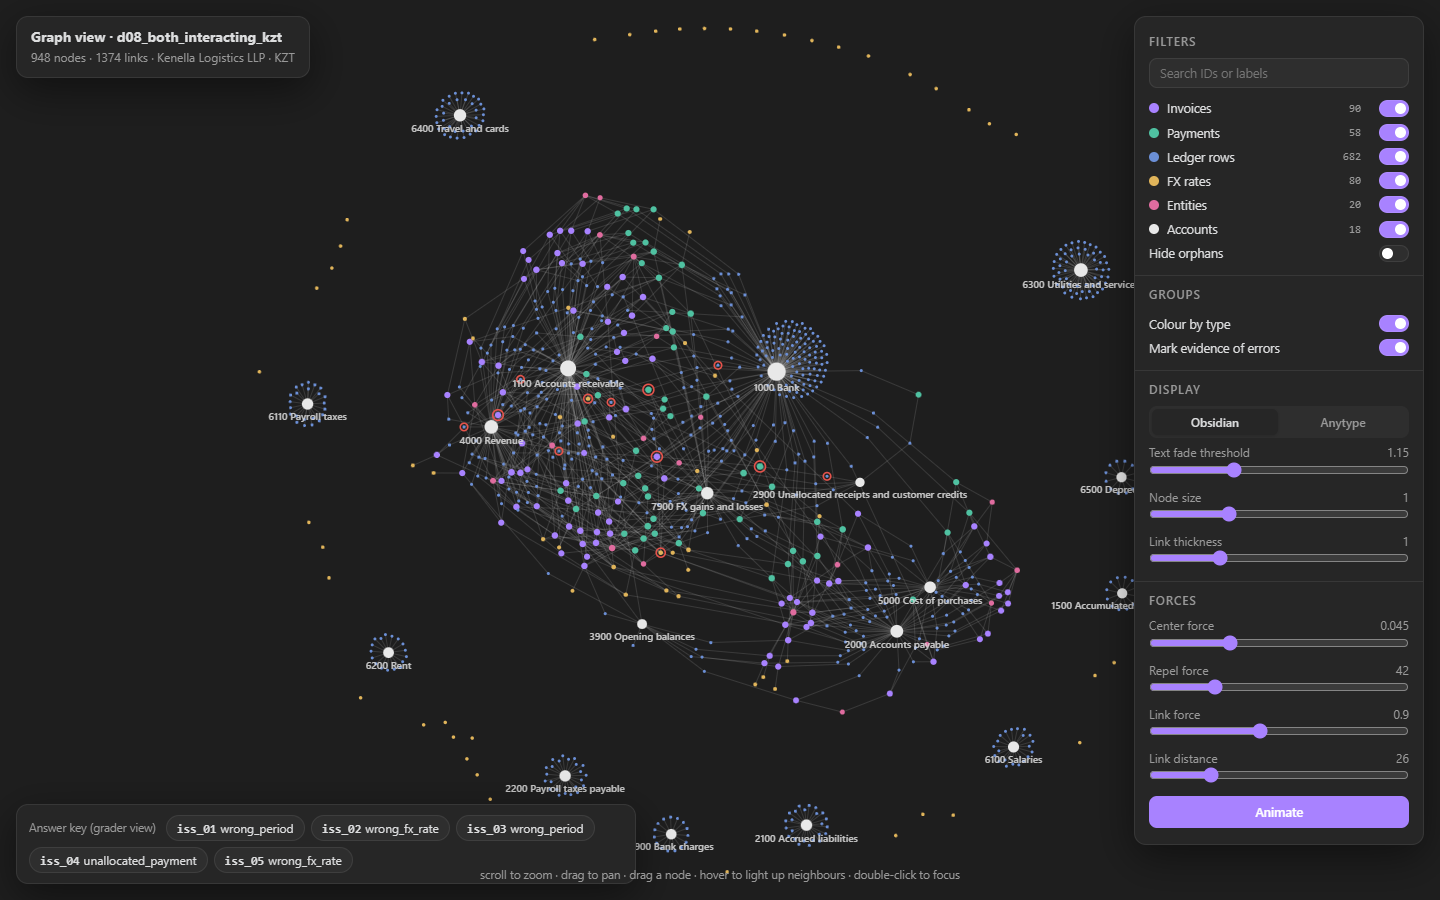 Graph view · d08_both_interacting_kzt
948 nodes · 1374 links · Kenella Logistics LLP · KZT
6400 Travel and cards
6300 Utilities and service
6110 Payroll taxes
1100 Accounts receivable
1000 Bank
4000 Revenue
2900 Unallocated receipts and customer credits
7900 FX gains and losses
6500 Depre
5000 Cost of purchases
1500 Accumulated
3900 Opening balances
2000 Accounts payable
6200 Rent
6100 Salaries
2200 Payroll taxes payable
2100 Accrued liabilities
900 Bank charges
FILTERS
Search IDs or labels
Invoices 90
Payments 58
Ledger rows 682
FX rates 80
Entities 20
Accounts 18
Hide orphans
GROUPS
Colour by type
Mark evidence of errors
DISPLAY
Obsidian Anytype
Text fade threshold 1.15
Node size 1
Link thickness 1
FORCES
Center force 0.045
Repel force 42
Link force 0.9
Link distance 26
Animate
Answer key (grader view) iss_01 wrong_period iss_02 wrong_fx_rate iss_03 wrong_period
iss_04 unallocated_payment iss_05 wrong_fx_rate
scroll to zoom · drag to pan · drag a node · hover to light up neighbours · double-click to focus